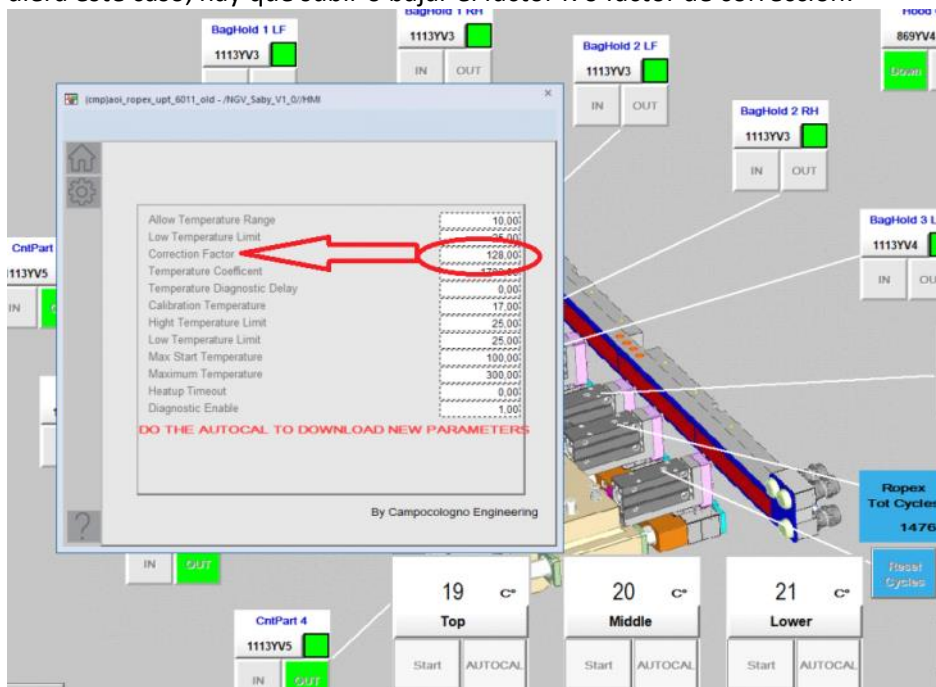 BagHold 1 LF
1113YV3
BagHold 1 RH
1113YV3
IN OUT
BagHold 2 LF
1113YV3
IN OUT
869YV4
Down
BagHold 2 RH
1113YV3
IN OUT
BagHold 3 L
1113YV4
IN OU
(cmp)aoi_ropex_upt_6011_old - /NGV_Saby_V1_0//HMI
Allow Temperature Range 10,00
Low Temperature Limit 25,00
Correction Factor 128,00
Temperature Coefficent
Temperature Diagnostic Delay 0,00
Calibration Temperature 17,00
Hight Temperature Limit 25,00
Low Temperature Limit 25,00
Max Start Temperature 100,00
Maximum Temperature 300,00
Heatup Timeout 0,00
Diagnostic Enable 1,00
DO THE AUTOCAL TO DOWNLOAD NEW PARAMETERS
By Campocologno Engineering
?
CntPart
113YV5
IN
Ropex
Tot Cycles
1476
Reset
Cycles
IN OUT
CntPart 4
1113YV5
IN OUT
19 C°
Top
Start AUTOCAL
20 C°
Middle
Start AUTOCAL
21 C°
Lower
Start AUTOCAL